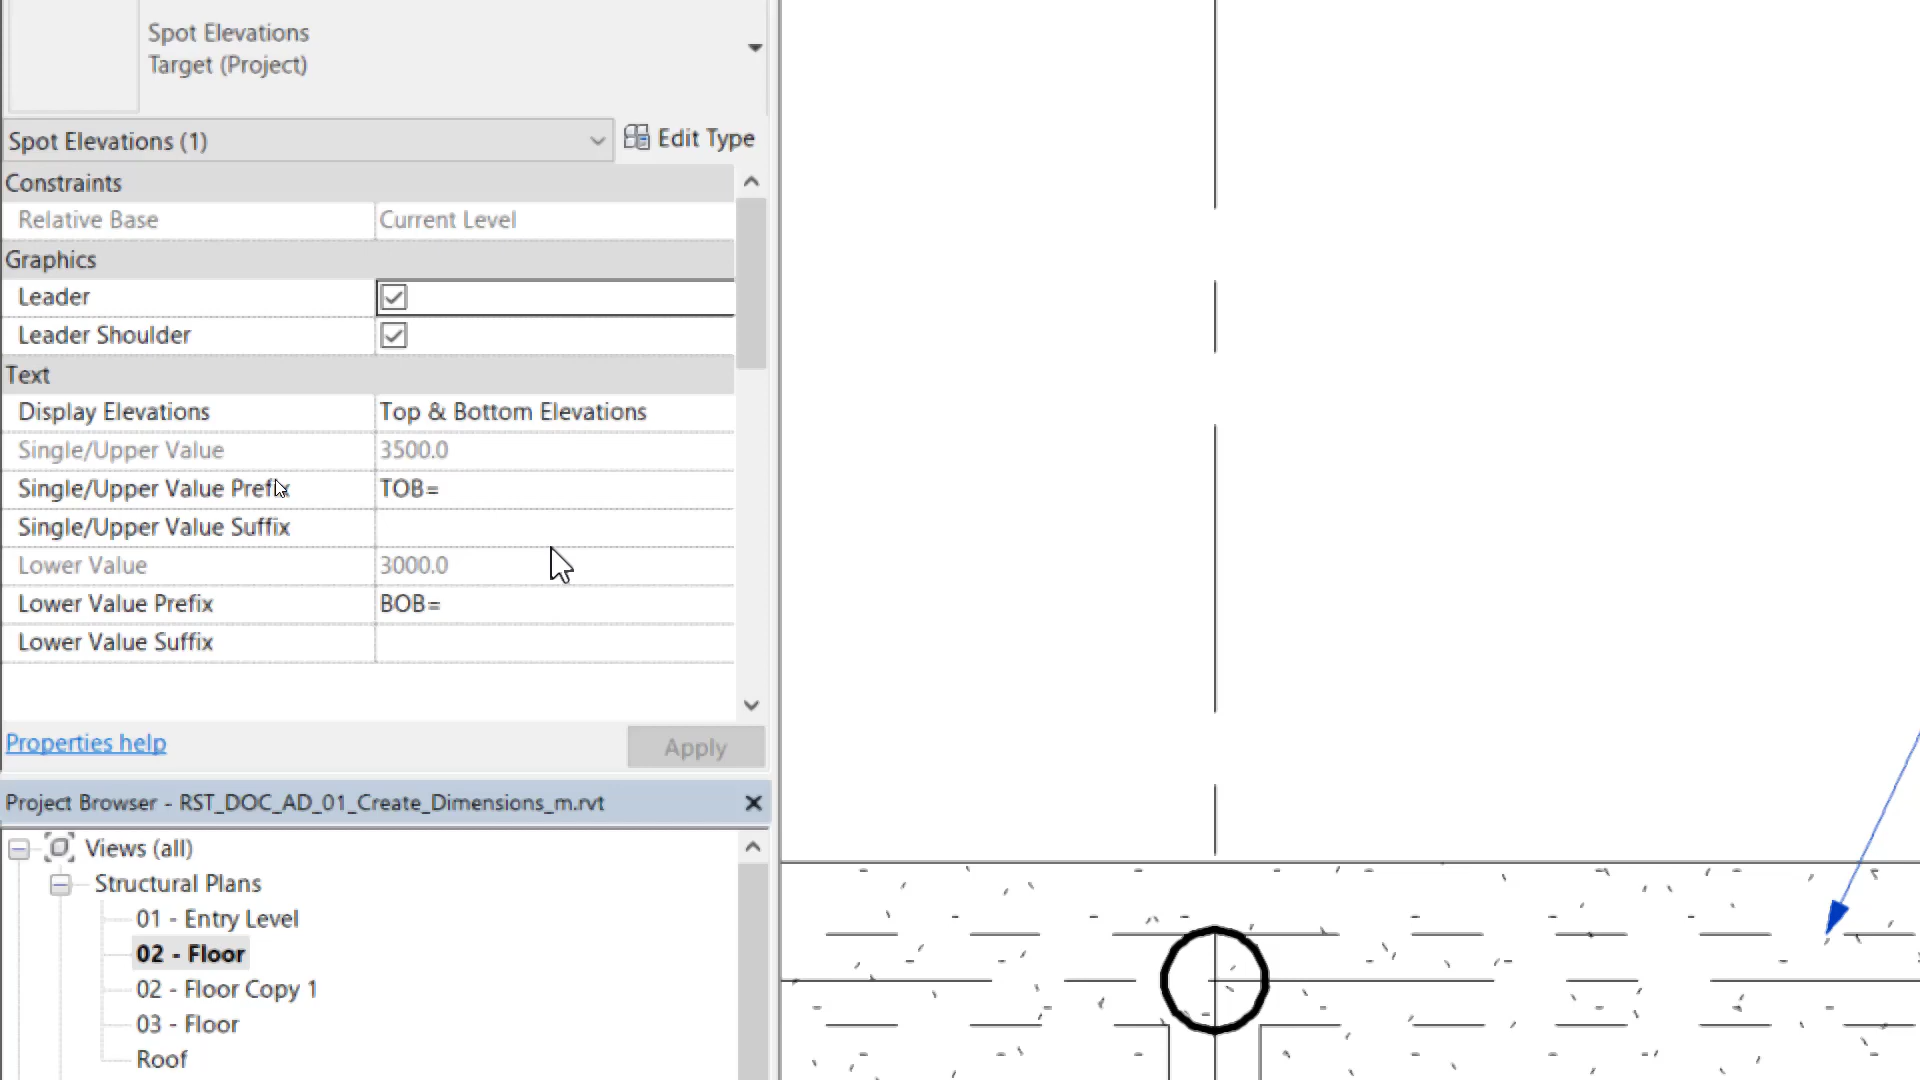 Spot Elevations
Target (Project)
Spot Elevations (1)
Edit Type
Constraints
Relative Base Current Level
Graphics
Leader
Leader Shoulder
Text
Display Elevations Top & Bottom Elevations
Single/Upper Value 3500.0
Single/Upper Value Prefix TOB=
Single/Upper Value Suffix
Lower Value 3000.0
Lower Value Prefix BOB=
Lower Value Suffix
Properties help
Apply
Project Browser - RST_DOC_AD_01_Create_Dimensions_m.rvt
Views (all)
Structural Plans
01 - Entry Level
02 - Floor
02 - Floor Copy 1
03 - Floor
Roof